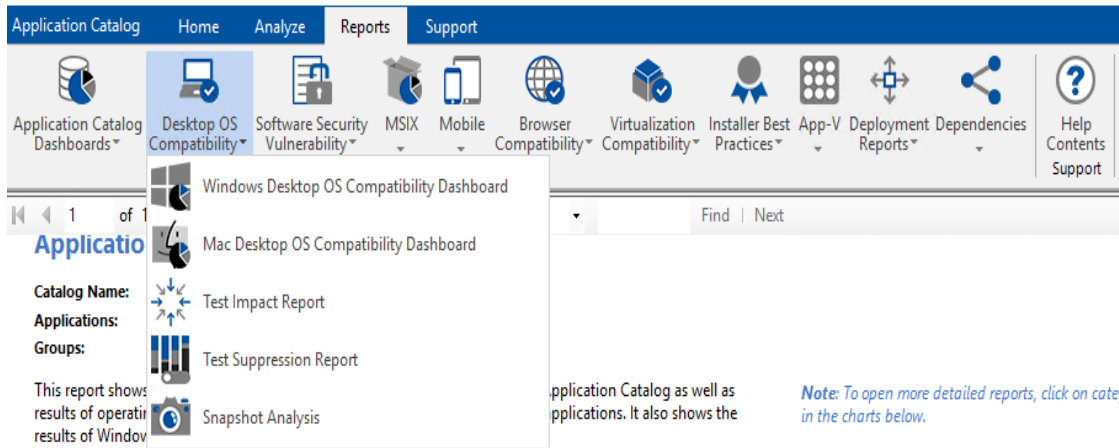 Application Catalog Home Analyze Reports Support
Application Catalog Dashboards
Desktop OS Compatibility
Software Security Vulnerability
MSIX
Mobile
Browser Compatibility
Virtualization Compatibility
Installer Best Practices
App-V
Deployment Reports
Dependencies
Help Contents
Support
Windows Desktop OS Compatibility Dashboard
Mac Desktop OS Compatibility Dashboard
Test Impact Report
Test Suppression Report
Snapshot Analysis
1 of 1 Find | Next
Catalog Name:
Applications:
Groups:
This report shows Application Catalog as well as
results of applications. It also shows the
results of
Note: To open more detailed reports, click on
in the charts below.